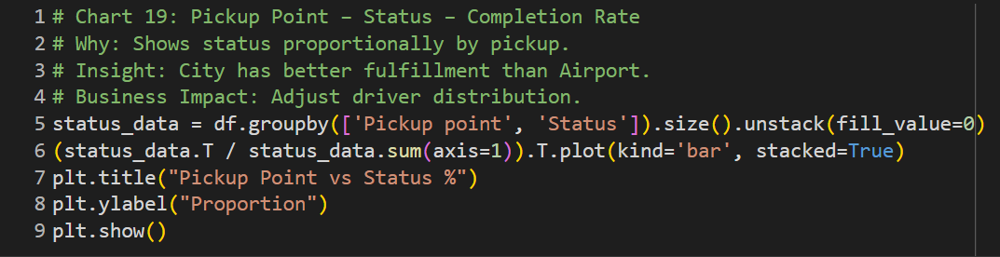 1 # Chart 19: Pickup Point – Status – Completion Rate
2 # Why: Shows status proportionally by pickup.
3 # Insight: City has better fulfillment than Airport.
4 # Business Impact: Adjust driver distribution.
5 status_data = df.groupby(['Pickup point', 'Status']).size().unstack(fill_value=0)
6 (status_data.T / status_data.sum(axis=1)).T.plot(kind='bar', stacked=True)
7 plt.title("Pickup Point vs Status %")
8 plt.ylabel("Proportion")
9 plt.show()